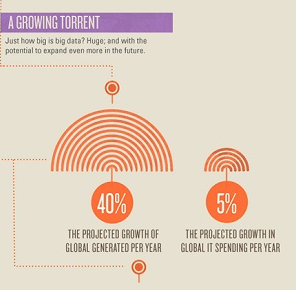 A GROWING TORRENT
Just how big is big data? Huge; and with the
potential to expand even more in the future.
40%
THE PROJECTED GROWTH OF
GLOBAL GENERATED PER YEAR
5%
THE PROJECTED GROWTH IN
GLOBAL IT SPENDING PER YEAR